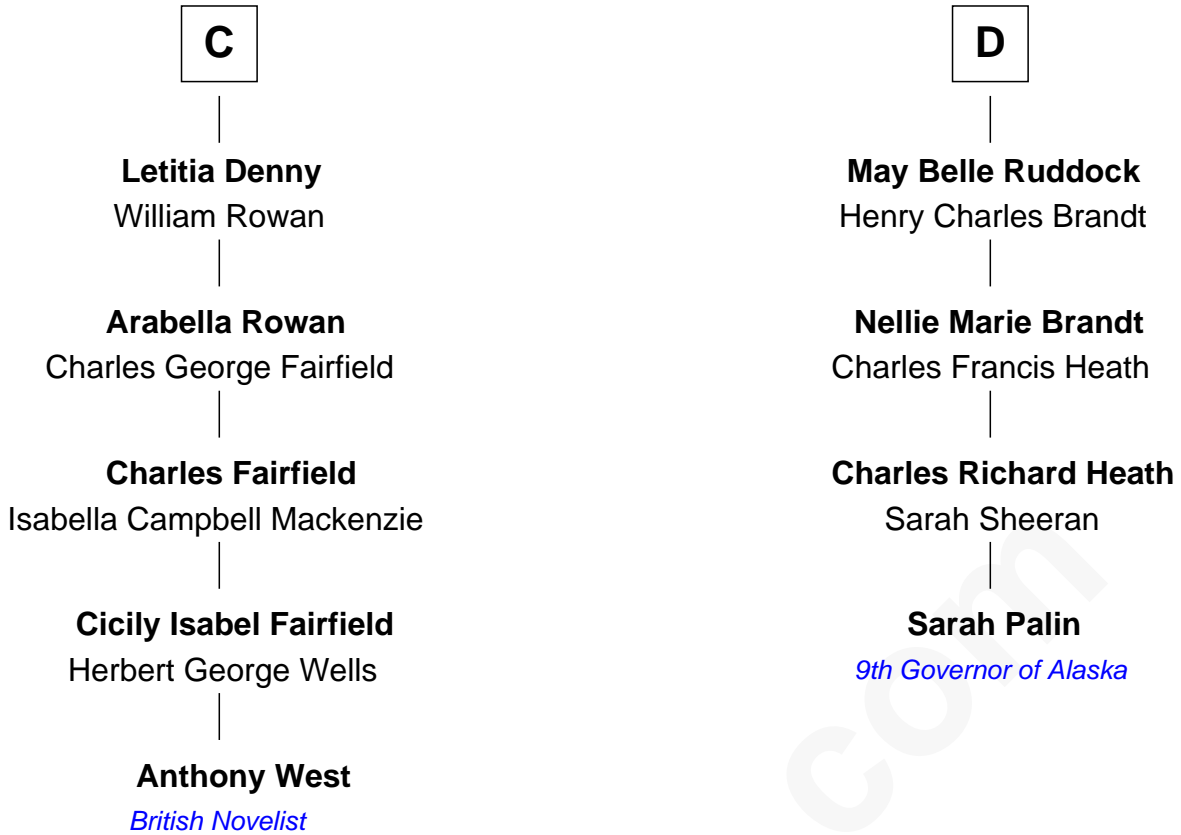 C
Letitia Denny
William Rowan
Arabella Rowan
Charles George Fairfield
Charles Fairfield
Isabella Campbell Mackenzie
Cicily Isabel Fairfield
Herbert George Wells
Anthony West
British Novelist
D
May Belle Ruddock
Henry Charles Brandt
Nellie Marie Brandt
Charles Francis Heath
Charles Richard Heath
Sarah Sheeran
Sarah Palin
9th Governor of Alaska
com